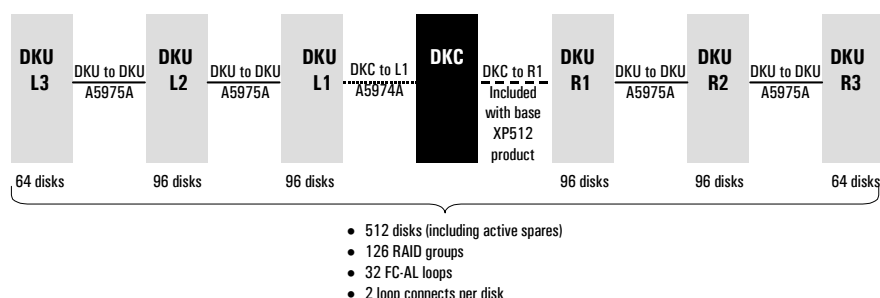 DKU L3
DKU to DKU
A5975A
DKU L2
DKU to DKU
A5975A
DKU L1
DKC to L1
A5974A
DKC
DKC to R1
Included
with base
XP512
product
DKU R1
DKU to DKU
A5975A
DKU R2
DKU to DKU
A5975A
DKU R3
64 disks
96 disks
96 disks
96 disks
96 disks
64 disks
• 512 disks (including active spares)
• 126 RAID groups
• 32 FC-AL loops
• 2 loop connects per disk